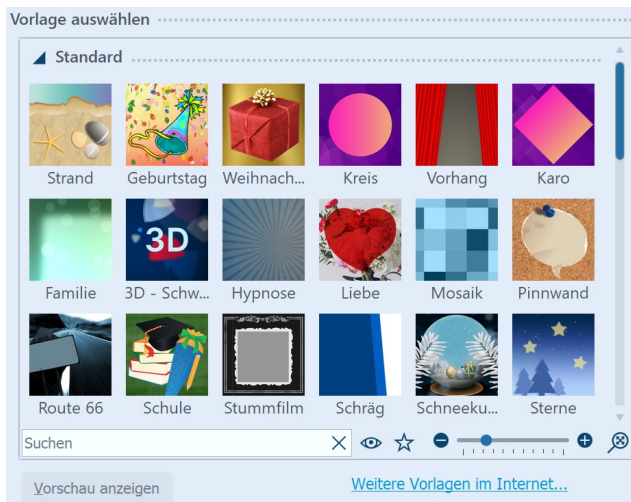 Vorlage auswählen
Standard
Strand Geburtstag Weihnach... Kreis Vorhang Karo
3D
Familie 3D - Schw... Hypnose Liebe Mosaik Pinnwand
Route 66 Schule Stummfilm Schräg Schneeku... Sterne
Suchen
Vorschau anzeigen Weitere Vorlagen im Internet...